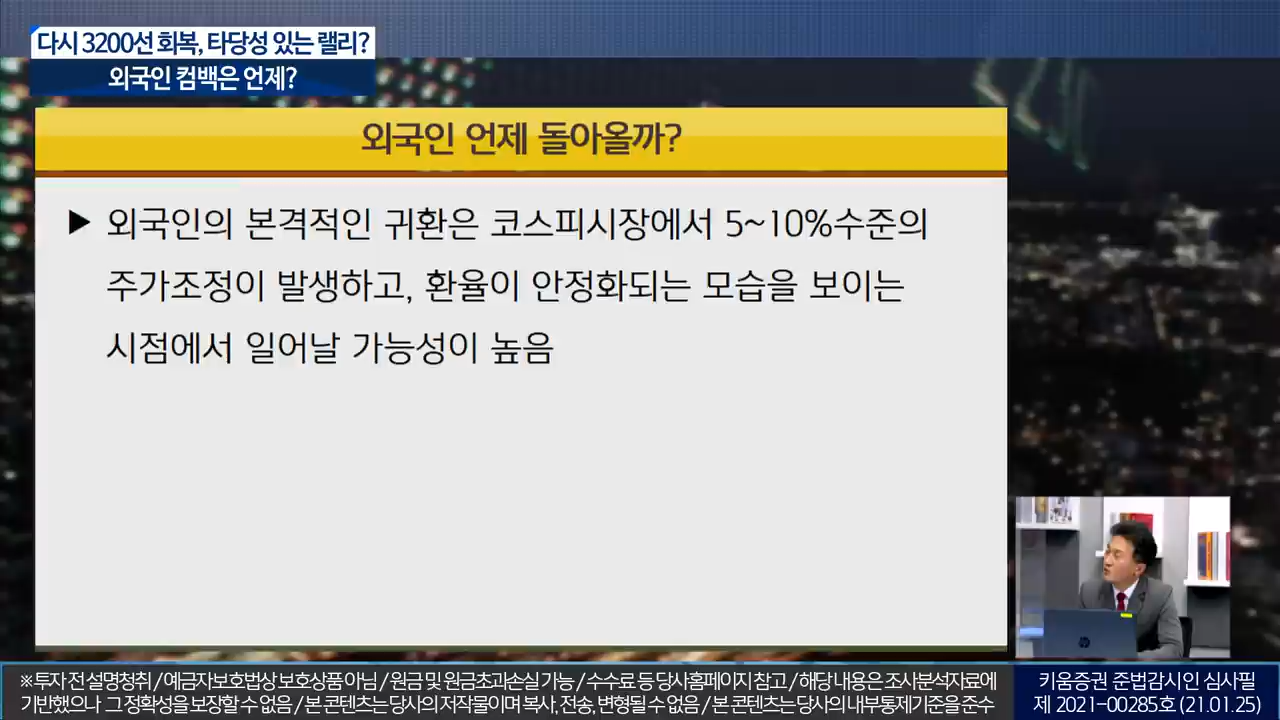 다시 3200선 회복, 타당성 있는 랠리?
외국인 컴백은 언제?
외국인 언제 돌아올까?
▶ 외국인의 본격적인 귀환은 코스피시장에서 5~10%수준의
주가조정이 발생하고, 환율이 안정화되는 모습을 보이는
시점에서 일어날 가능성이 높음
※ 투자 전 설명청취 / 예금자보호법상 보호상품 아님 / 원금 및 원금초과손실 가능 / 수수료 등 당사홈페이지 참고 / 해당 내용은 조사분석자료에
기반했으나 그 정확성을 보장할 수 없음 / 본 콘텐츠는 당사의 저작물이며 복사, 전송, 변형될 수 없음 / 본 콘텐츠는 당사의 내부통제기준을 준수
키움증권 준법감시인 심사필
제 2021-00285호 (21.01.25)